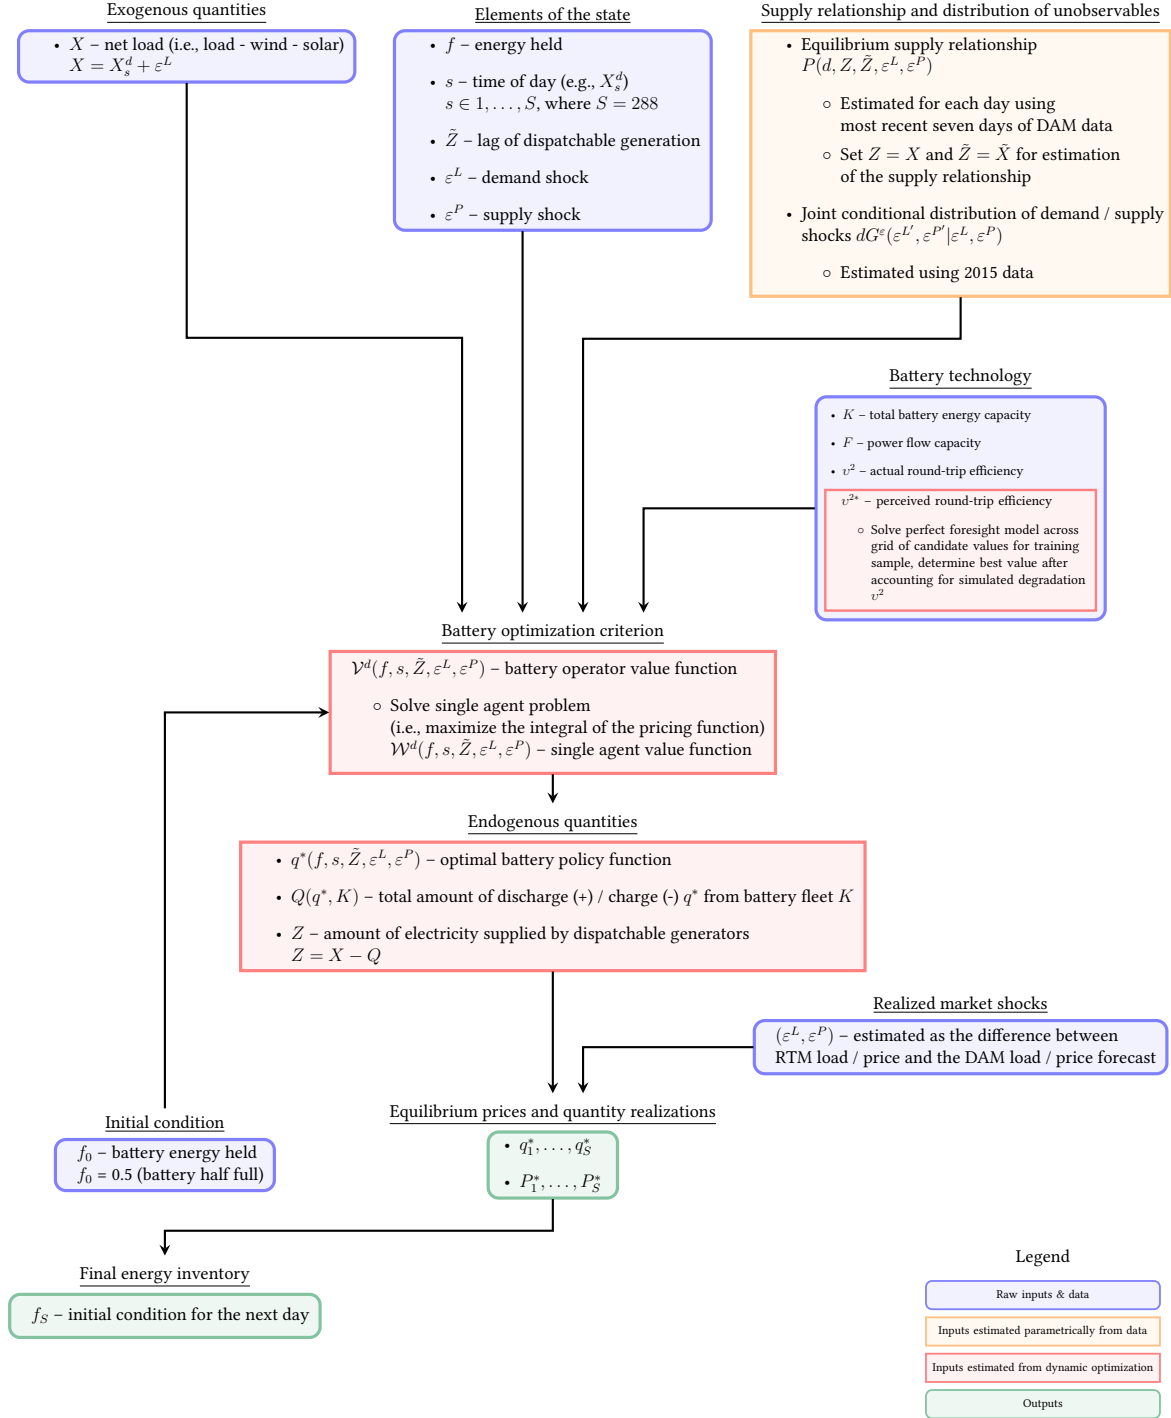 Exogenous quantities
• X – net load (i.e., load - wind - solar)
X = X_s^d + ε^L
Elements of the state
• f – energy held
• s – time of day (e.g., X_s^d)
s ∈ 1, . . . , S, where S = 288
• Z̃ – lag of dispatchable generation
• ε^L – demand shock
• ε^P – supply shock
Supply relationship and distribution of unobservables
• Equilibrium supply relationship
P(d, Z, Z̃, ε^L, ε^P)
○ Estimated for each day using
most recent seven days of DAM data
○ Set Z = X and Z̃ = X̃ for estimation
of the supply relationship
• Joint conditional distribution of demand / supply
shocks dG^ε(ε^L′, ε^P′|ε^L, ε^P)
○ Estimated using 2015 data
Battery technology
• K – total battery energy capacity
• F – power flow capacity
• υ² – actual round-trip efficiency
υ²* – perceived round-trip efficiency
○ Solve perfect foresight model across
grid of candidate values for training
sample, determine best value after
accounting for simulated degradation
υ²
Battery optimization criterion
𝒱^d(f, s, Z̃, ε^L, ε^P) – battery operator value function
○ Solve single agent problem
(i.e., maximize the integral of the pricing function)
𝒲^d(f, s, Z̃, ε^L, ε^P) – single agent value function
Endogenous quantities
• q*(f, s, Z̃, ε^L, ε^P) – optimal battery policy function
• Q(q*, K) – total amount of discharge (+) / charge (-) q* from battery fleet K
• Z – amount of electricity supplied by dispatchable generators
Z = X − Q
Realized market shocks
(ε^L, ε^P) – estimated as the difference between
RTM load / price and the DAM load / price forecast
Initial condition
f_0 – battery energy held
f_0 = 0.5 (battery half full)
Equilibrium prices and quantity realizations
• q_1^*, . . . , q_S^*
• P_1^*, . . . , P_S^*
Final energy inventory
f_S – initial condition for the next day
Legend
Raw inputs & data
Inputs estimated parametrically from data
Inputs estimated from dynamic optimization
Outputs